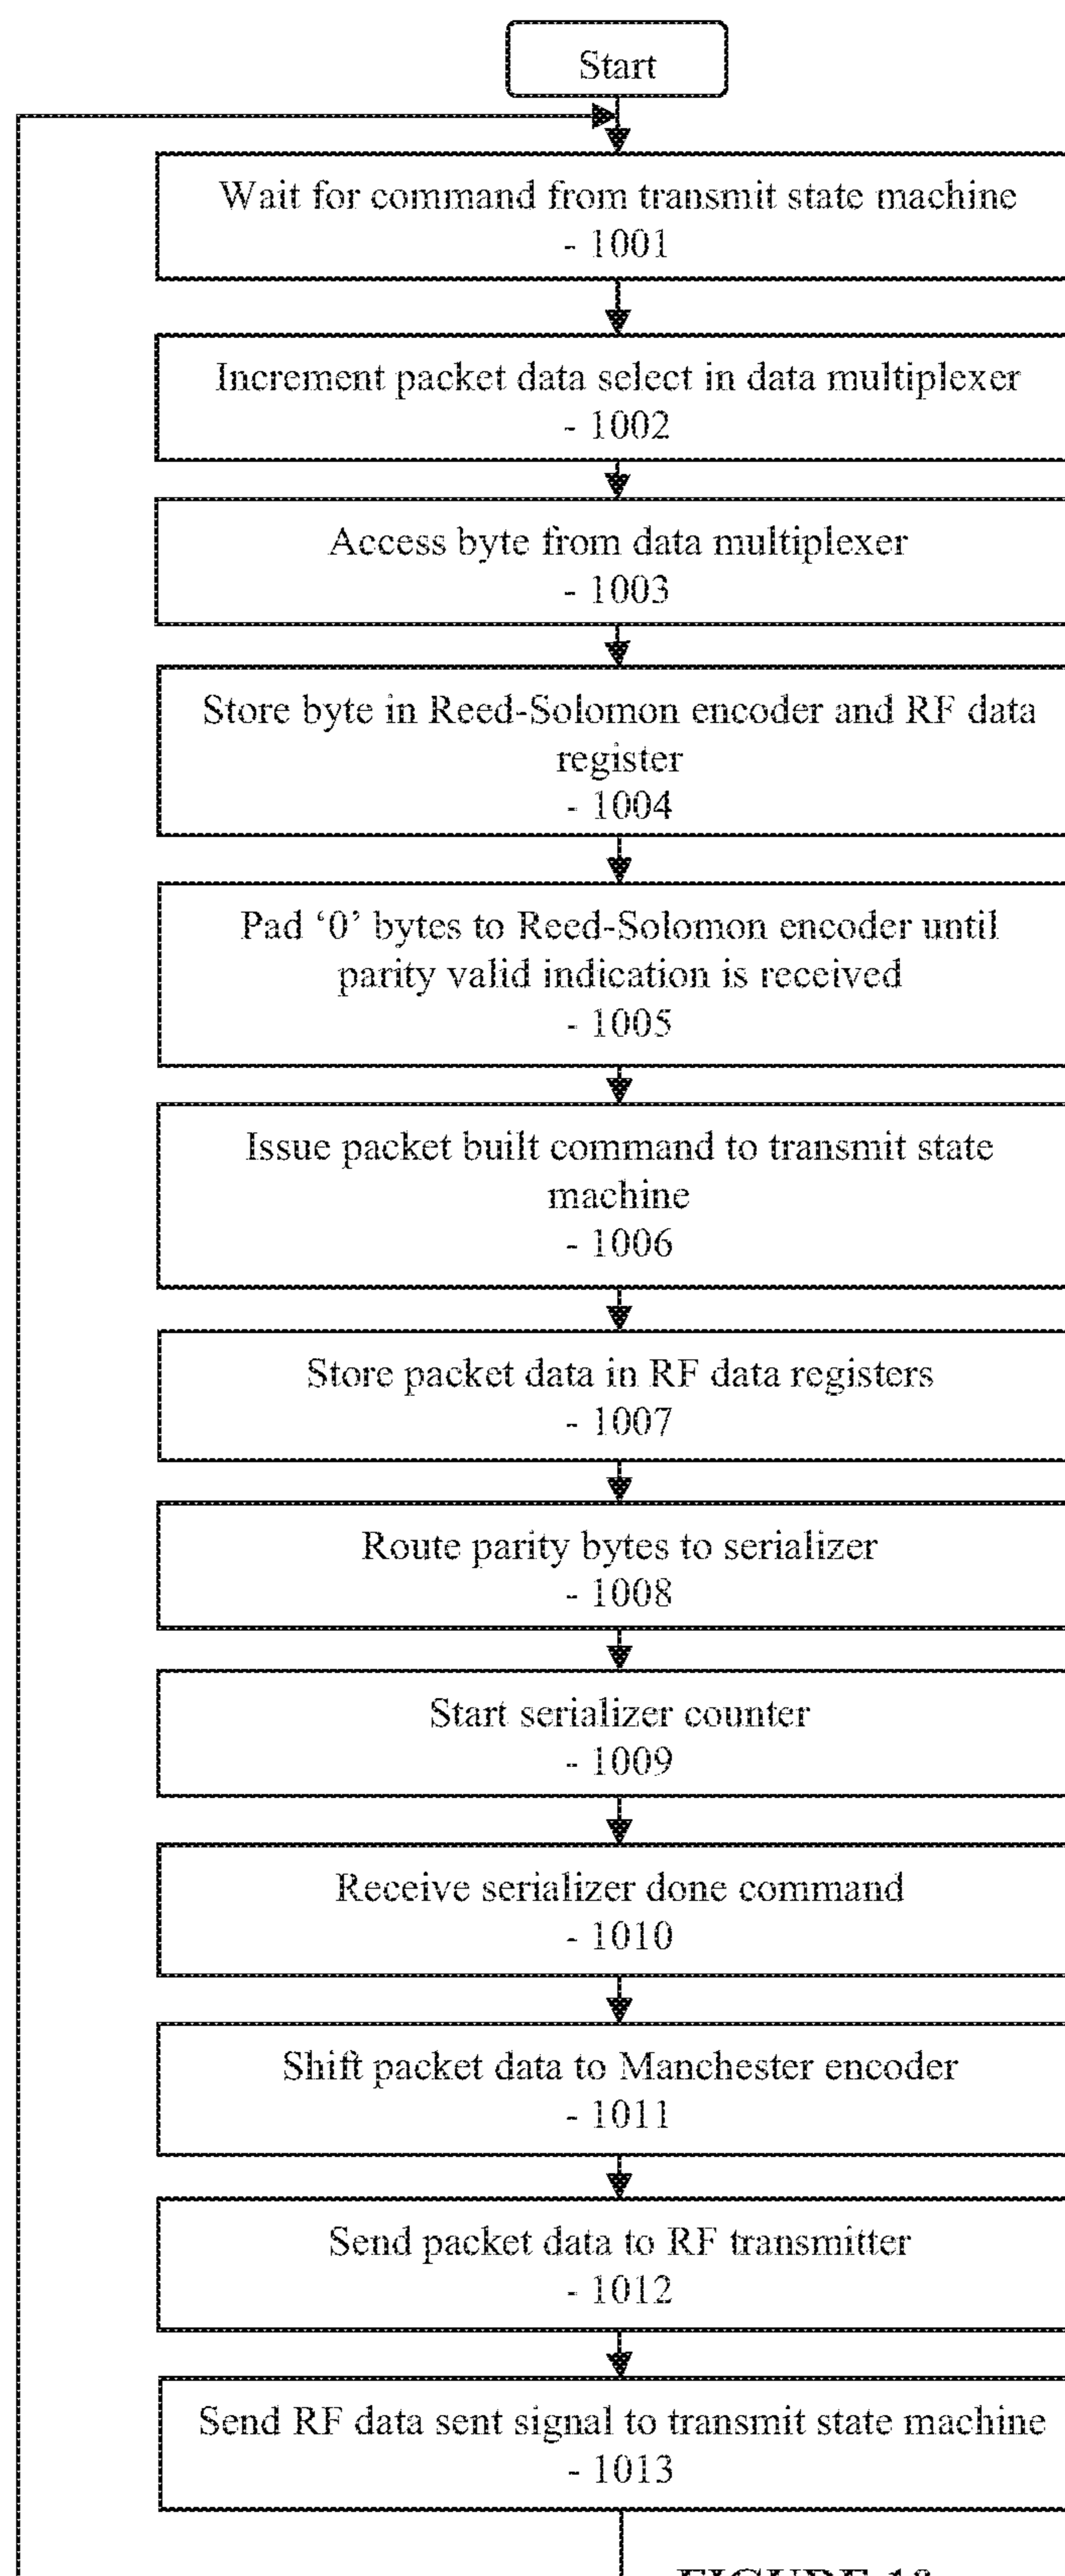 Start
Wait for command from transmit state machine
- 1001
Increment packet data select in data multiplexer
- 1002
Access byte from data multiplexer
- 1003
Store byte in Reed-Solomon encoder and RF data
register
- 1004
Pad ‘0’ bytes to Reed-Solomon encoder until
parity valid indication is received
- 1005
Issue packet built command to transmit state
machine
- 1006
Store packet data in RF data registers
- 1007
Route parity bytes to serializer
- 1008
Start serializer counter
- 1009
Receive serializer done command
- 1010
Shift packet data to Manchester encoder
- 1011
Send packet data to RF transmitter
- 1012
Send RF data sent signal to transmit state machine
- 1013
FIGURE